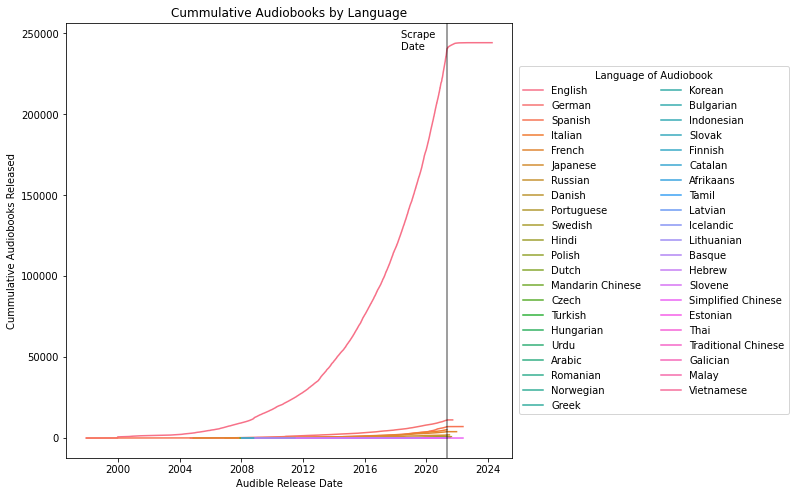 Cummulative Audiobooks by Language
Cummulative Audiobooks Released
250000
200000
150000
100000
50000
0
Scrape
Date
2000
2004
2008
2012
2016
2020
2024
Audible Release Date
Language of Audiobook
English
German
Spanish
Italian
French
Japanese
Russian
Danish
Portuguese
Swedish
Hindi
Polish
Dutch
Mandarin Chinese
Czech
Turkish
Hungarian
Urdu
Arabic
Romanian
Norwegian
Greek
Korean
Bulgarian
Indonesian
Slovak
Finnish
Catalan
Afrikaans
Tamil
Latvian
Icelandic
Lithuanian
Basque
Hebrew
Slovene
Simplified Chinese
Estonian
Thai
Traditional Chinese
Galician
Malay
Vietnamese